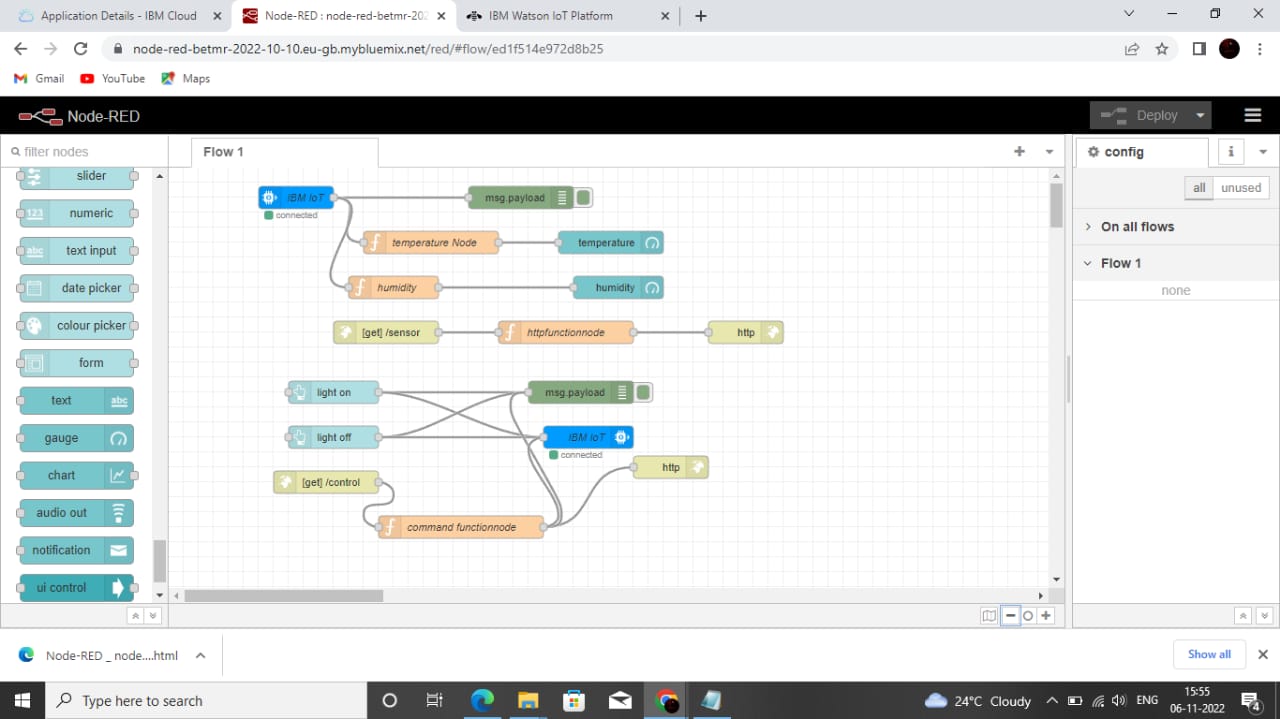 Application Details - IBM Cloud
Node-RED : node-red-betmr-202
IBM Watson IoT Platform
node-red-betmr-2022-10-10.eu-gb.mybluemix.net/red/#flow/ed1f514e972d8b25
Gmail YouTube Maps
Node-RED
Deploy
filter nodes
Flow 1
config
i
all unused
On all flows
Flow 1
none
slider
123 numeric
abc text input
date picker
colour picker
form
text abc
gauge
chart
audio out
notification
ui control
IBM IoT
connected
msg.payload
f temperature Node
temperature
f humidity
humidity
[get] /sensor
f httpfunctionnode
http
light on
msg.payload
light off
IBM IoT
connected
http
[get] /control
f command functionnode
Node-RED _ node....html
Show all
Type here to search
24°C Cloudy
ENG
15:55
06-11-2022
4